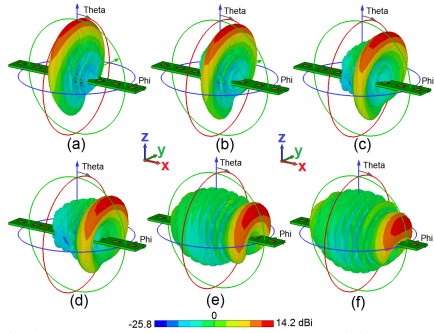 Theta Theta Theta
Phi Phi Phi
(a) (b) (c)
z z
y y
x x
Theta Theta Theta
Phi Phi Phi
(d) (e) (f)
0
-25.8 14.2 dBi